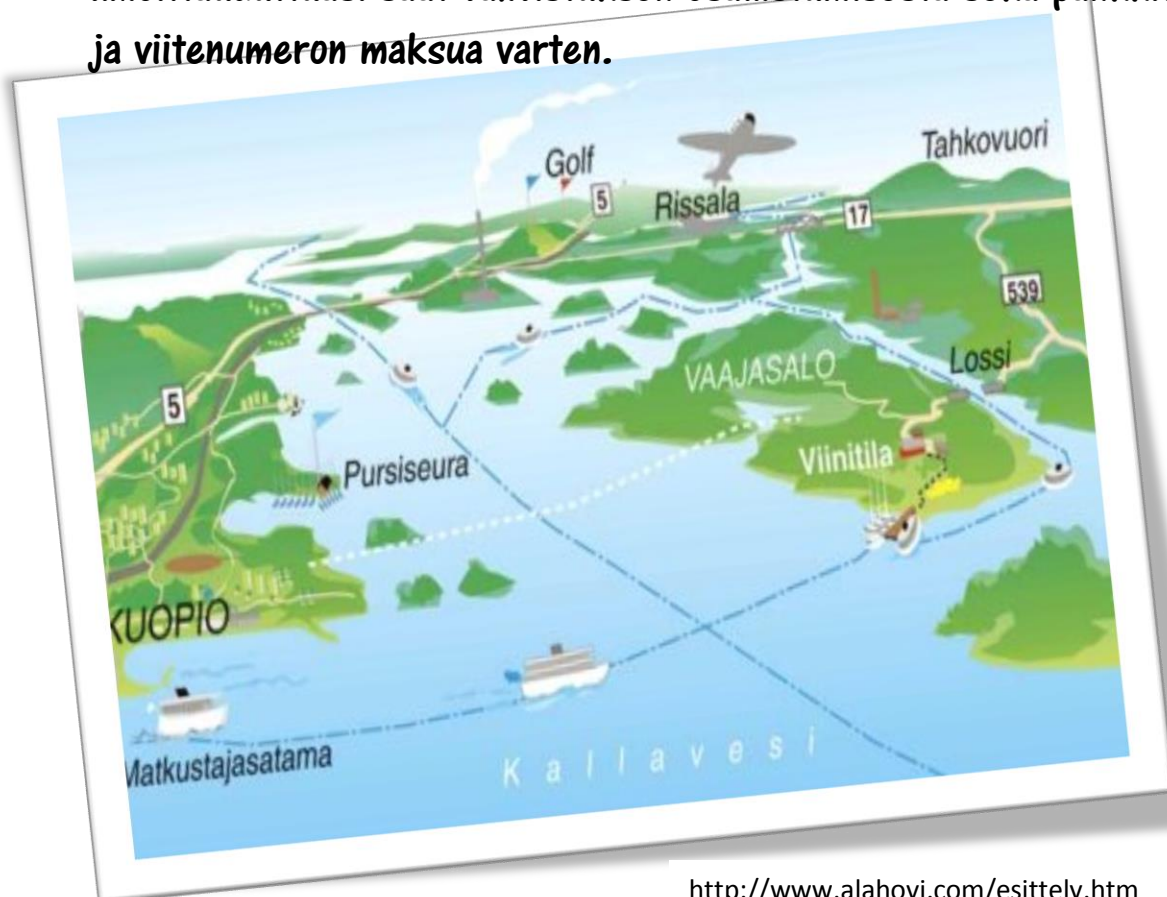 ja viitenumeron maksua varten.
Golf
Tahkovuori
5
Rissala
17
539
VAAJASALO
Lossi
5
Viinitila
Pursiseura
KUOPIO
Matkustajasatama
Kallavesi
http://www.alahovi.com/esittely.htm